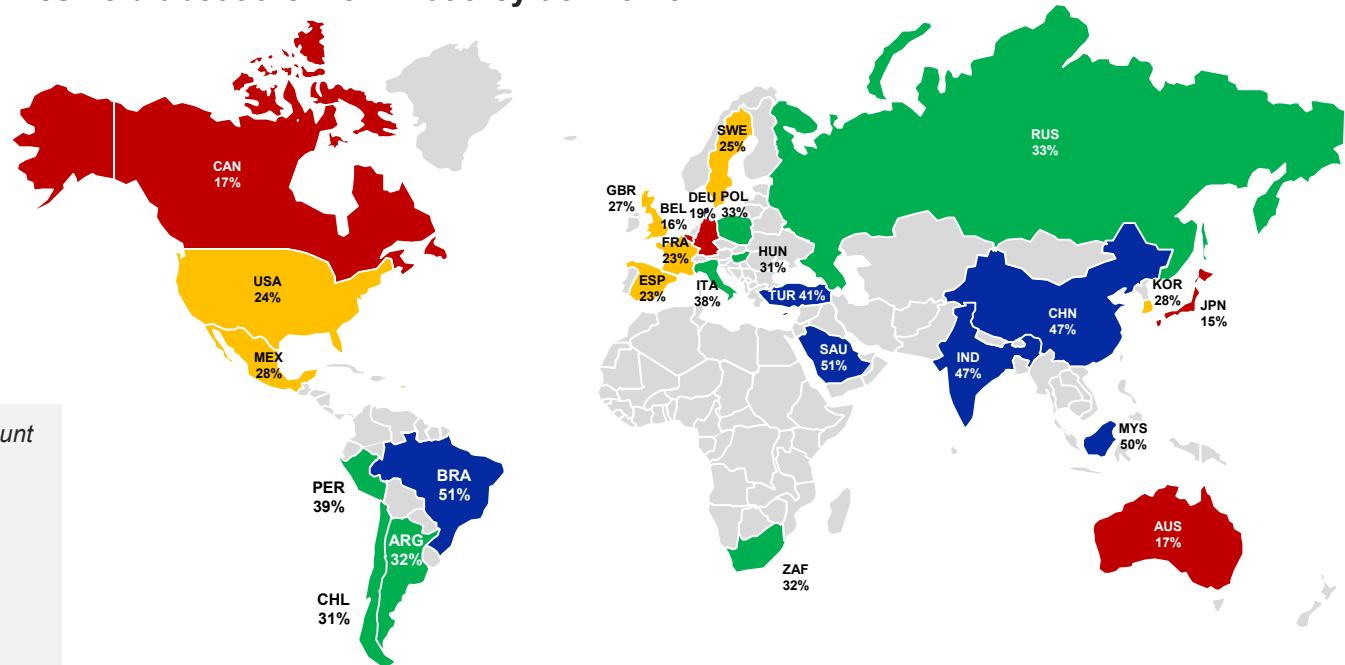 CAN
17%
USA
24%
MEX
28%
unt
PER
39%
BRA
51%
ARG
32%
CHL
31%
SWE
25%
GBR
27%
BEL
16%
DEU
19%
POL
33%
FRA
23%
HUN
31%
ESP
23%
ITA
38%
TUR 41%
RUS
33%
SAU
51%
IND
47%
CHN
47%
KOR
28%
JPN
15%
MYS
50%
AUS
17%
ZAF
32%